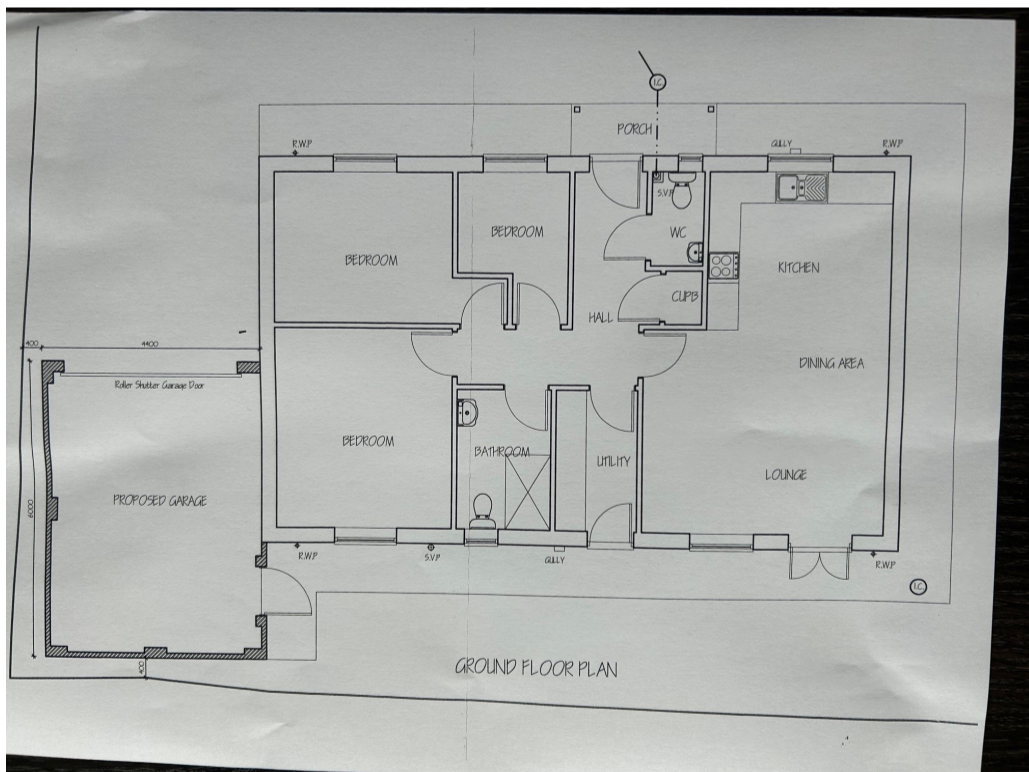 I.C.
PORCH
R.W.P
GULLY
R.W.P
S.V.P
BEDROOM
WC
BEDROOM
KITCHEN
CUPB
HALL
400
4400
DINING AREA
Roller Shutter Garage Door
BEDROOM
BATHROOM
UTILITY
LOUNGE
PROPOSED GARAGE
6000
R.W.P
S.V.P
GULLY
R.W.P
I.C.
400
GROUND FLOOR PLAN